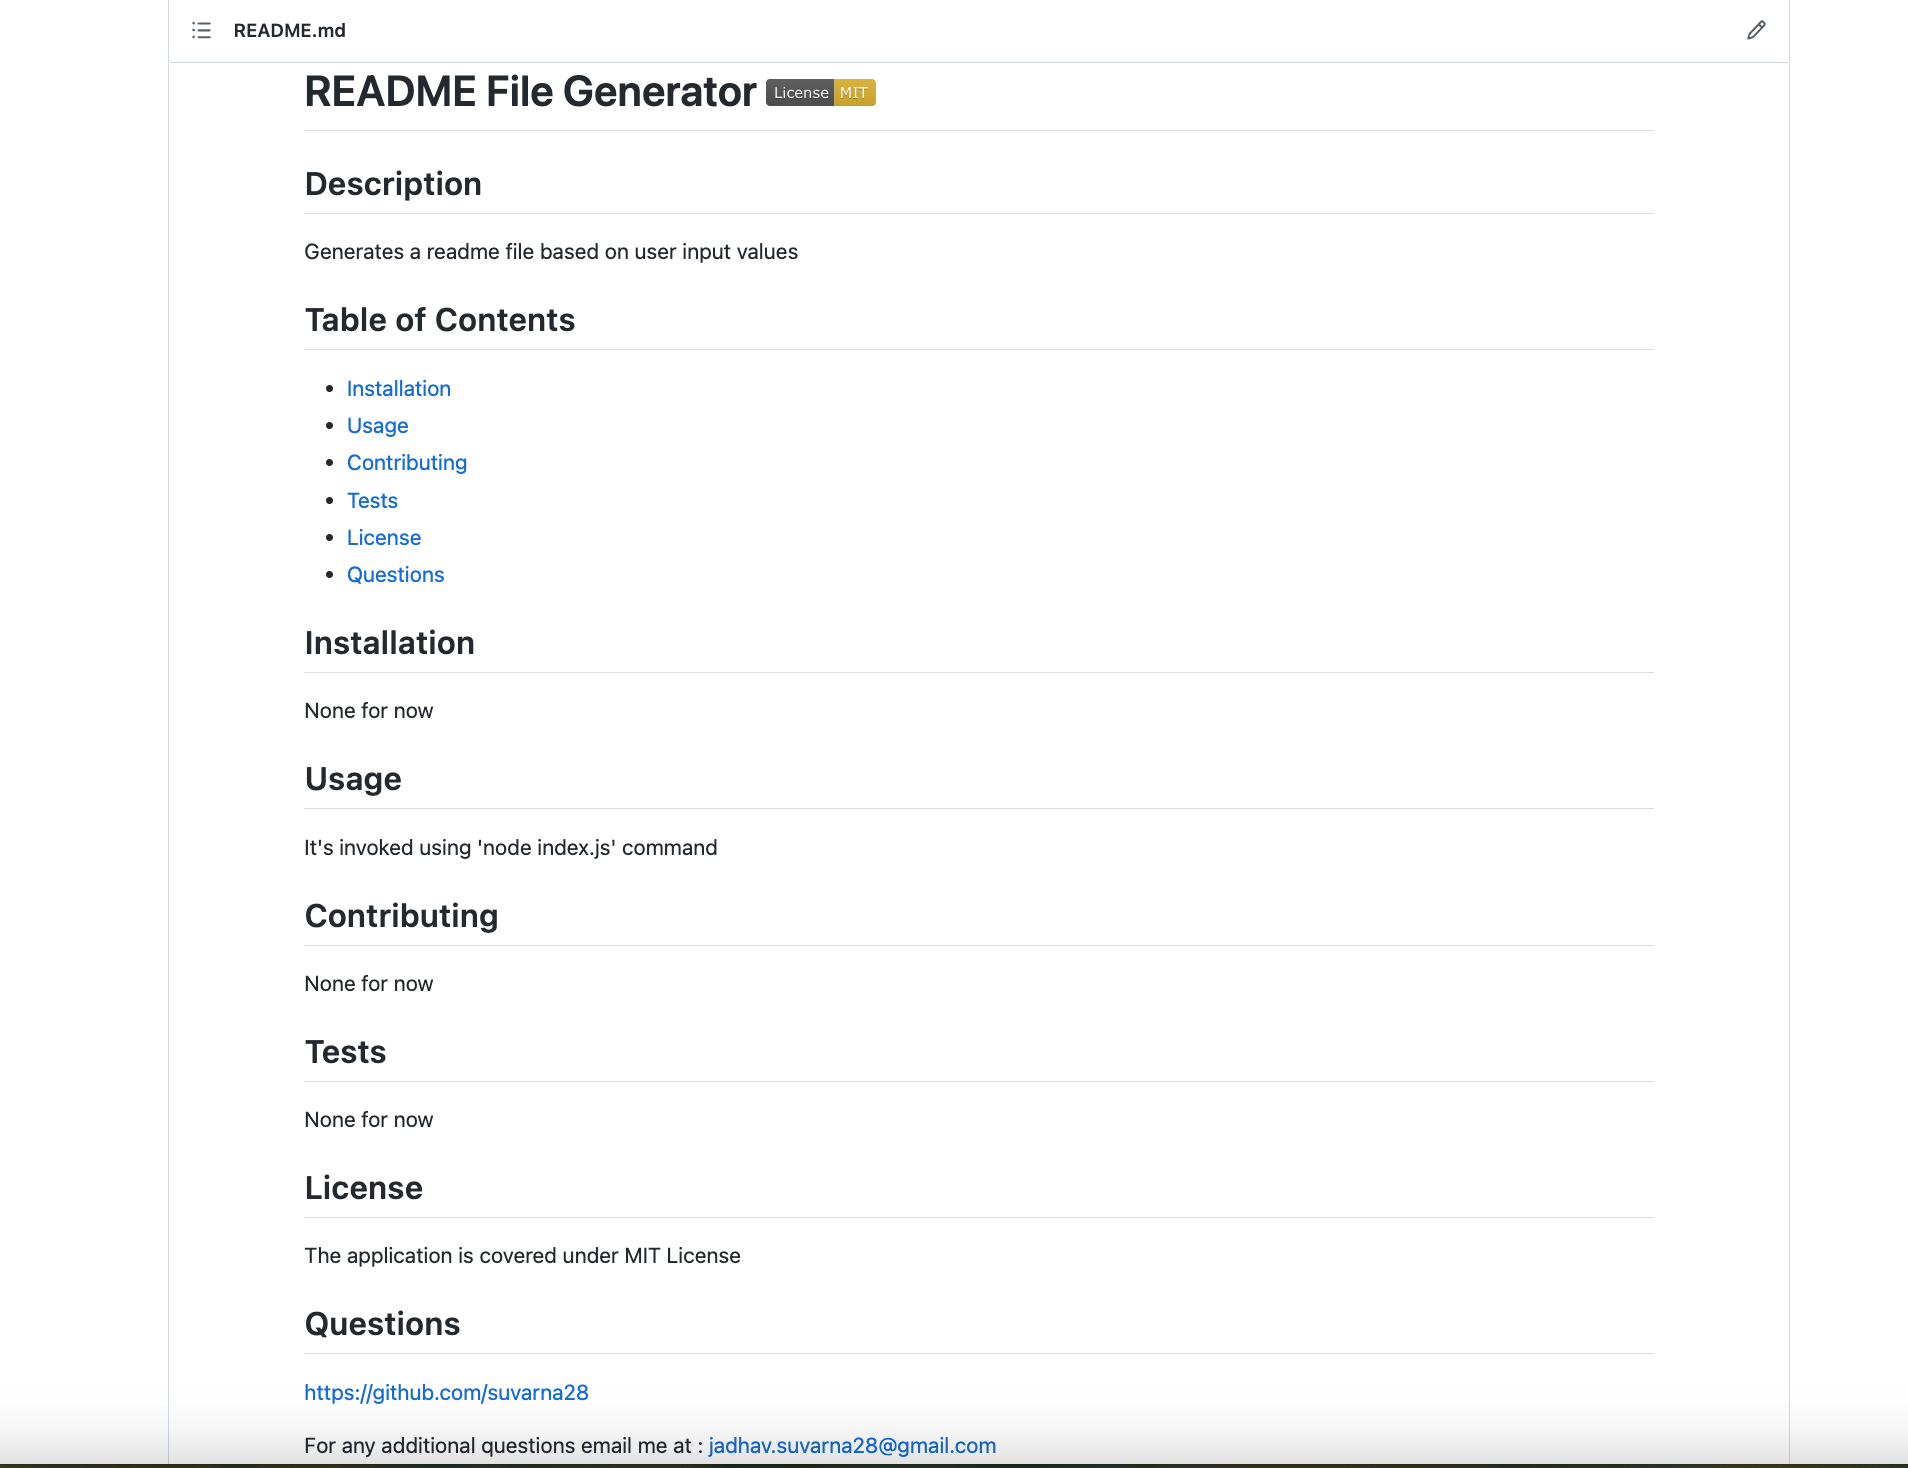 README.md
README File Generator License MIT
Description
Generates a readme file based on user input values
Table of Contents
Installation
Usage
Contributing
Tests
License
Questions
Installation
None for now
Usage
It's invoked using 'node index.js' command
Contributing
None for now
Tests
None for now
License
The application is covered under MIT License
Questions
https://github.com/suvarna28
For any additional questions email me at : jadhav.suvarna28@gmail.com